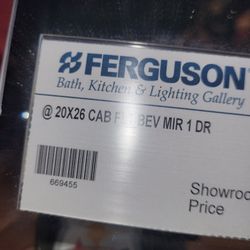 FERGUSON
Bath, Kitchen & Lighting Gallery
@ 20X26 CAB BEV MIR 1 DR
669455
Showroo
Price